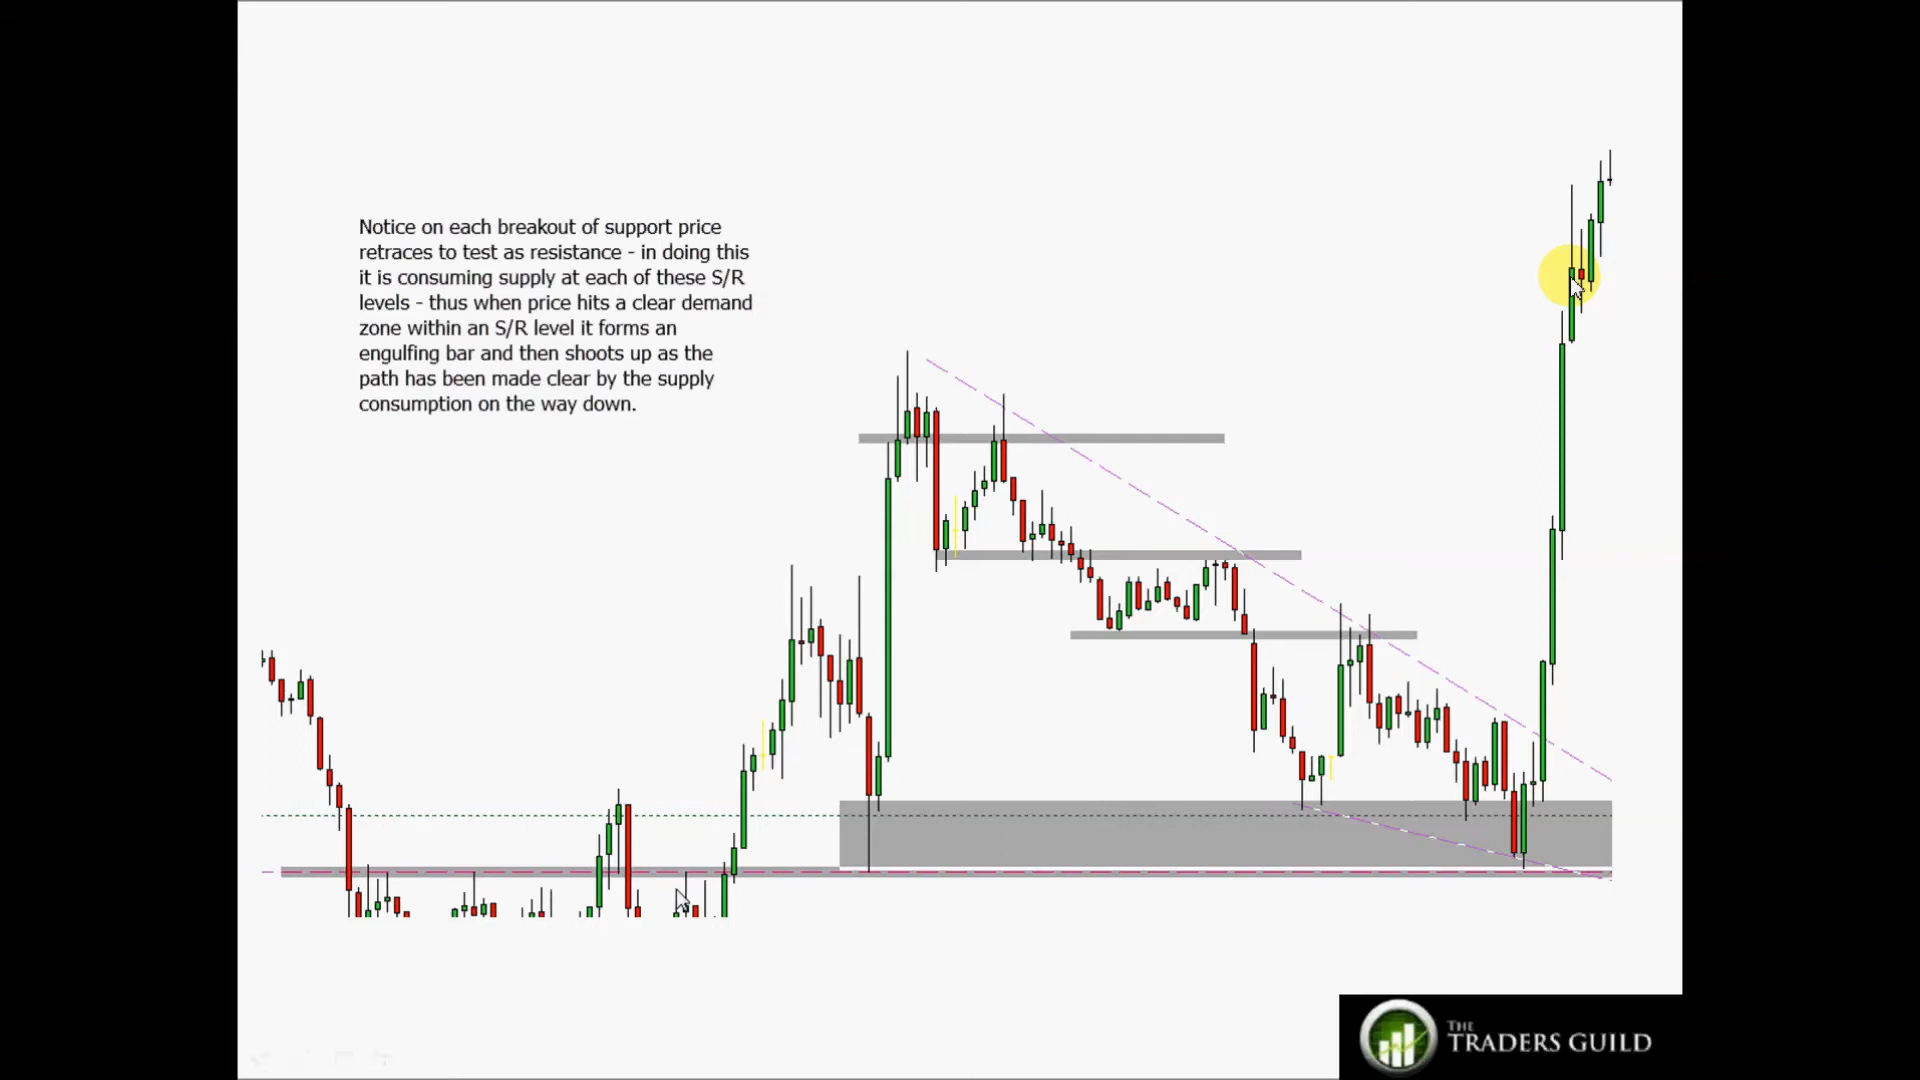 Notice on each breakout of support price
retraces to test as resistance - in doing this
it is consuming supply at each of these S/R
levels - thus when price hits a clear demand
zone within an S/R level it forms an
engulfing bar and then shoots up as the
path has been made clear by the supply
consumption on the way down.
THE
TRADERS GUILD